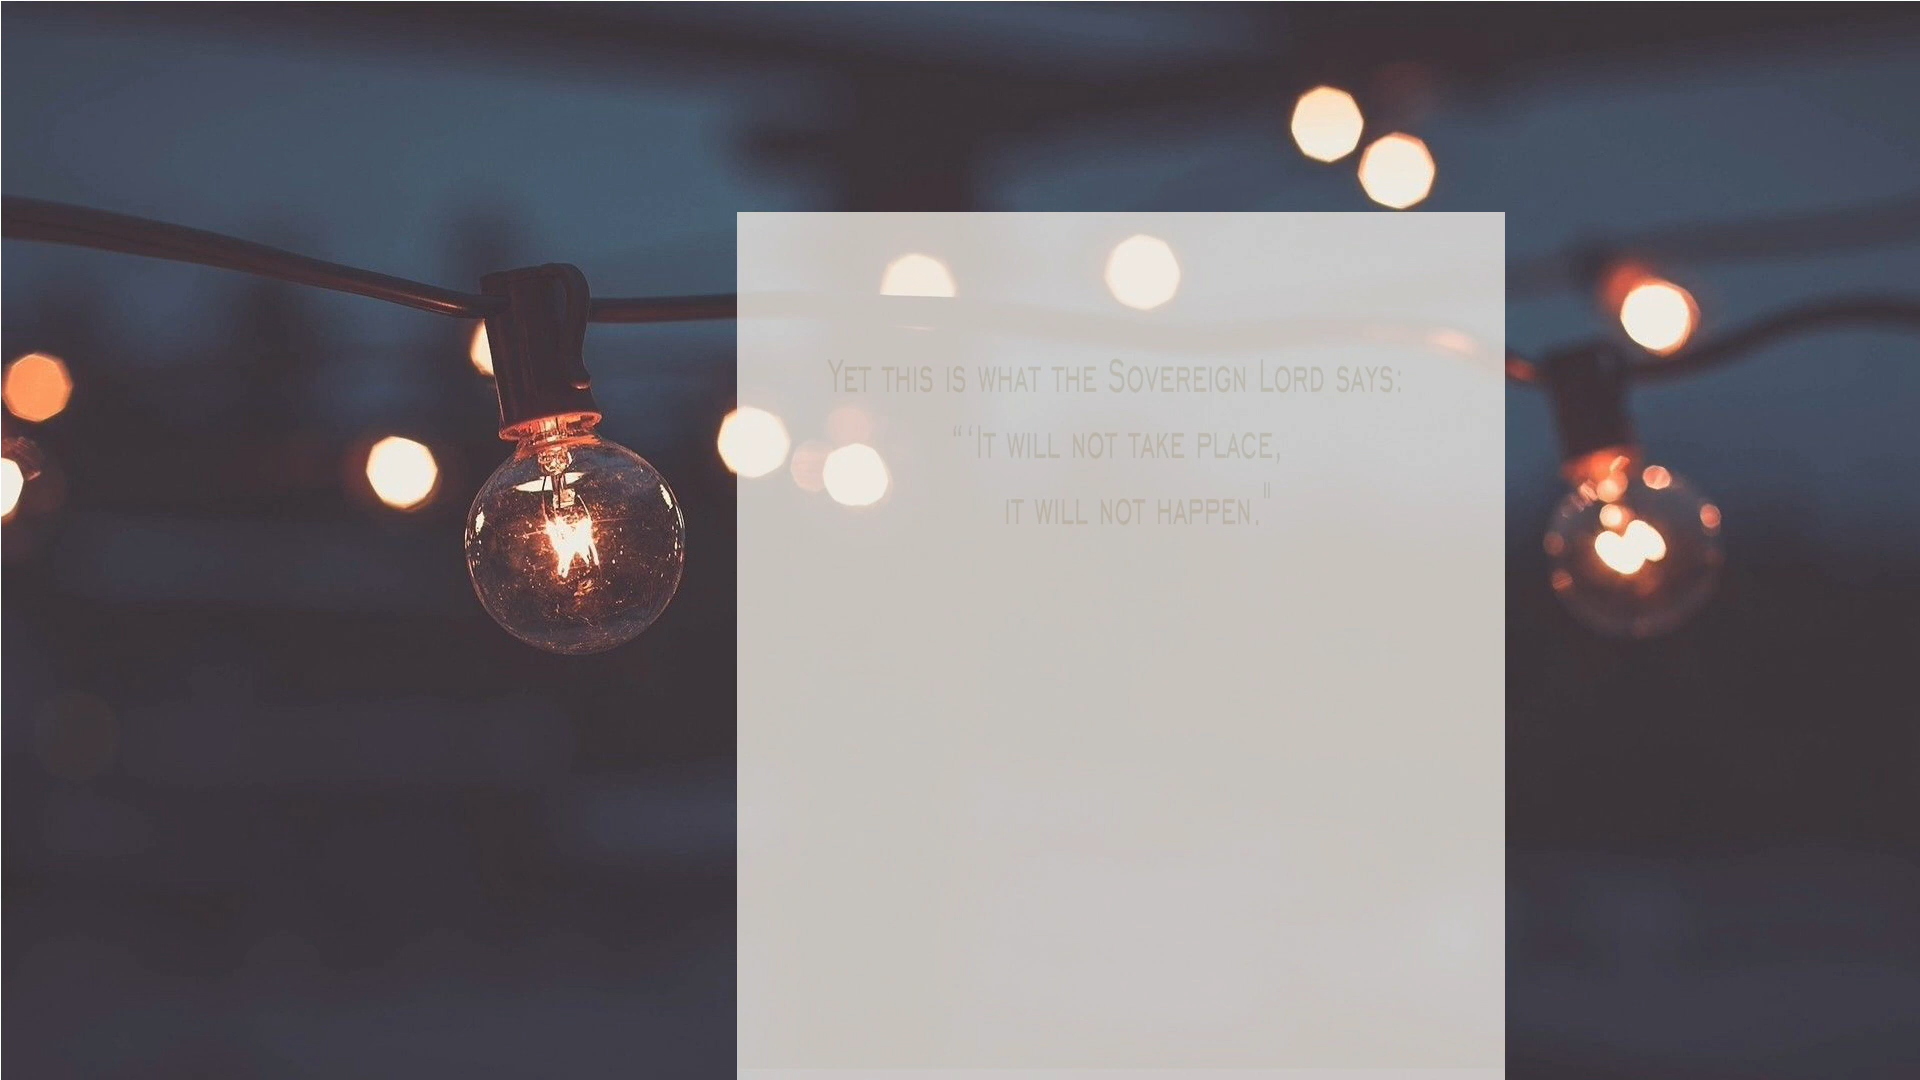 Yet this is what the Sovereign Lord says:
“‘It will not take place,
it will not happen."